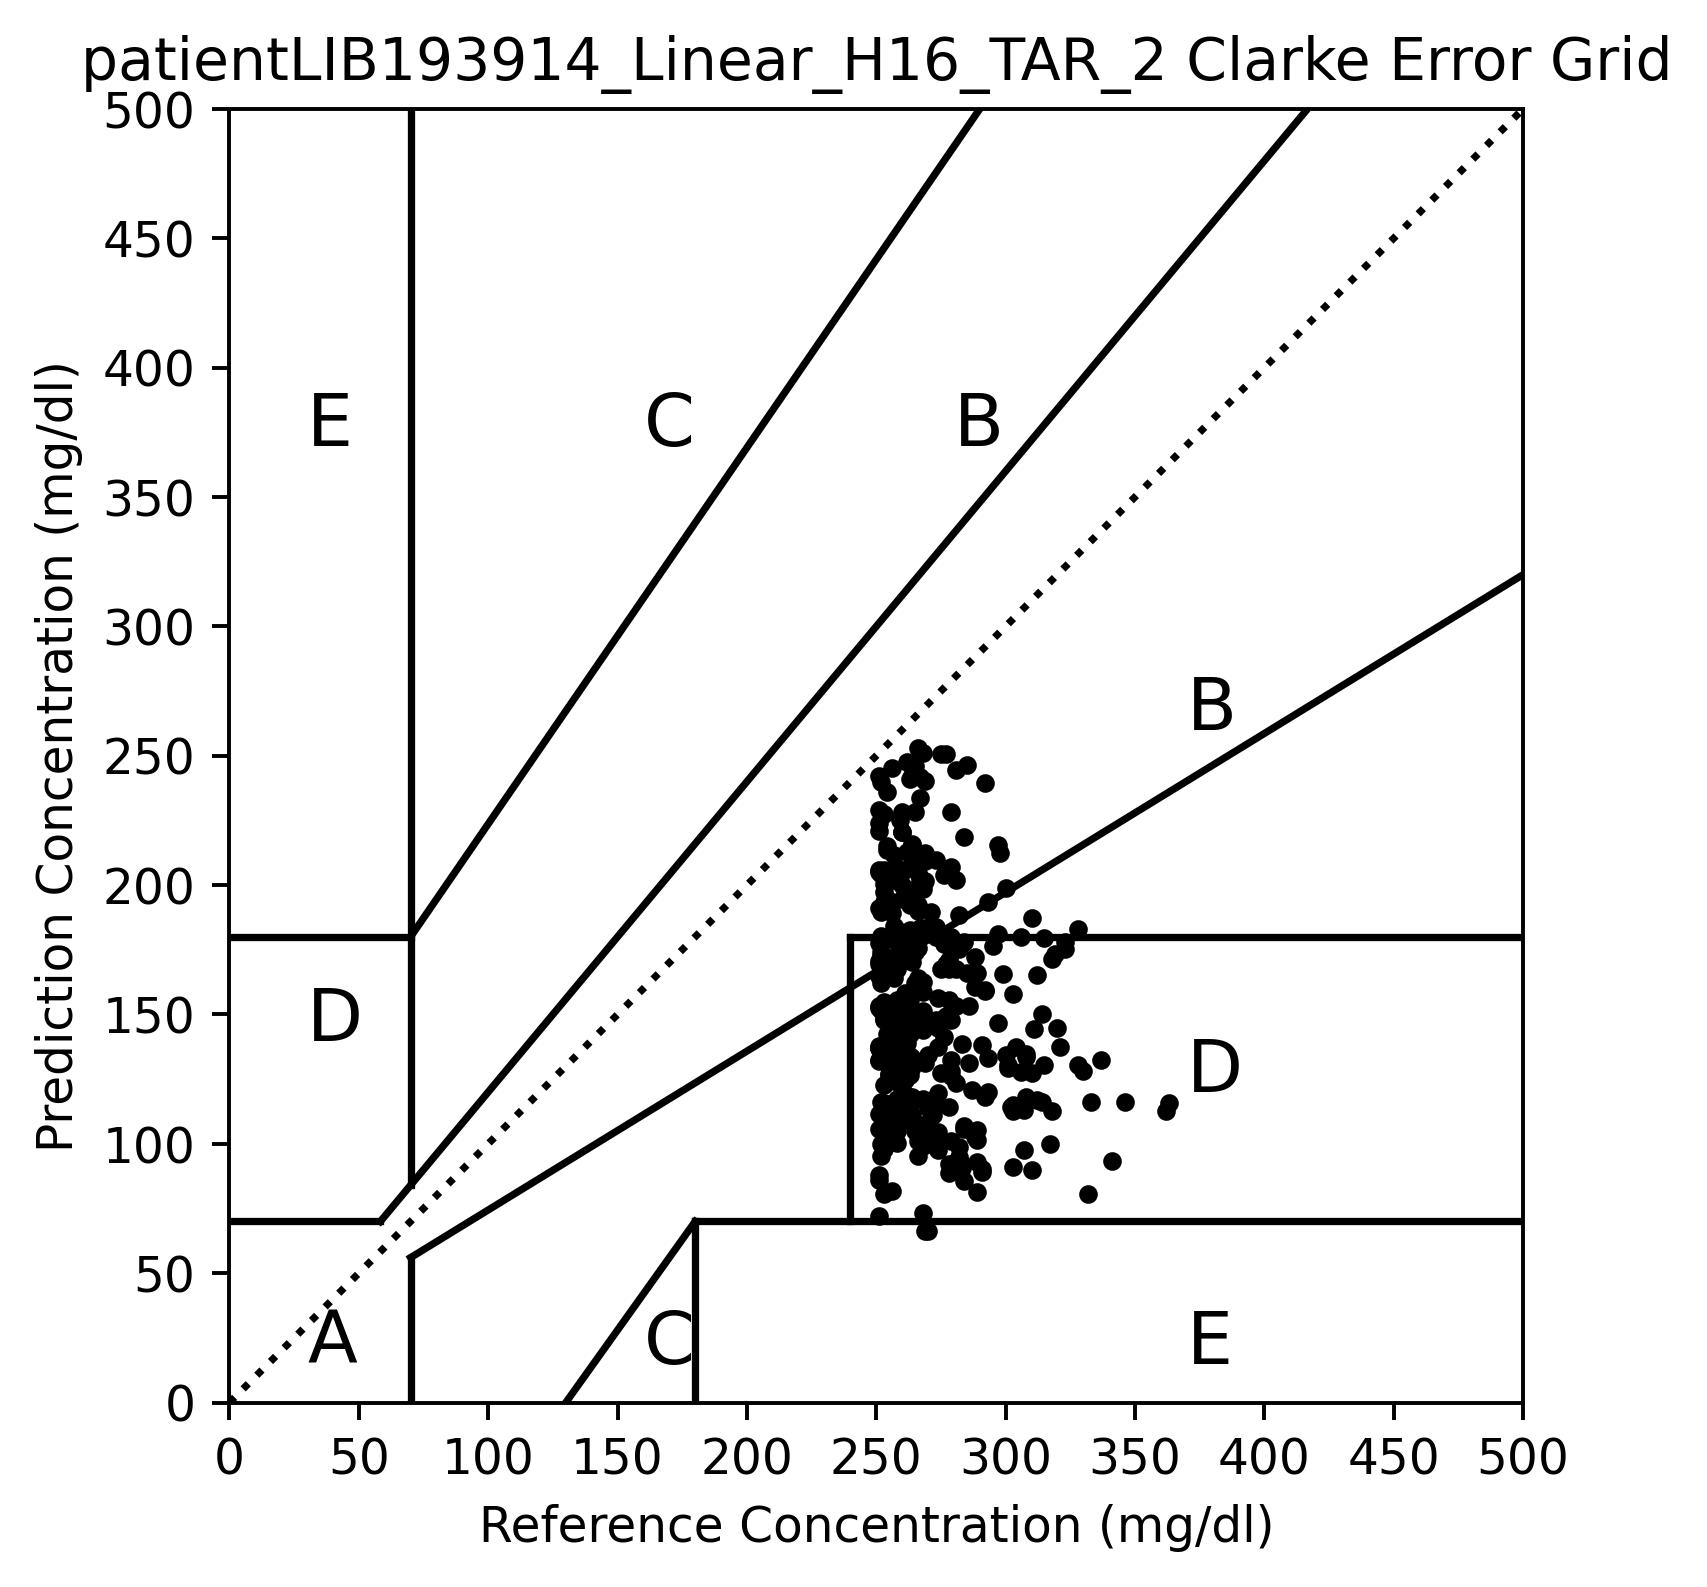 patientLIB193914_Linear_H16_TAR_2 Clarke Error Grid
500
450
400
350
300
250
200
150
100
50
0
Prediction Concentration (mg/dl)
E
C
B
B
D
D
A
C
E
0 50 100 150 200 250 300 350 400 450 500
Reference Concentration (mg/dl)